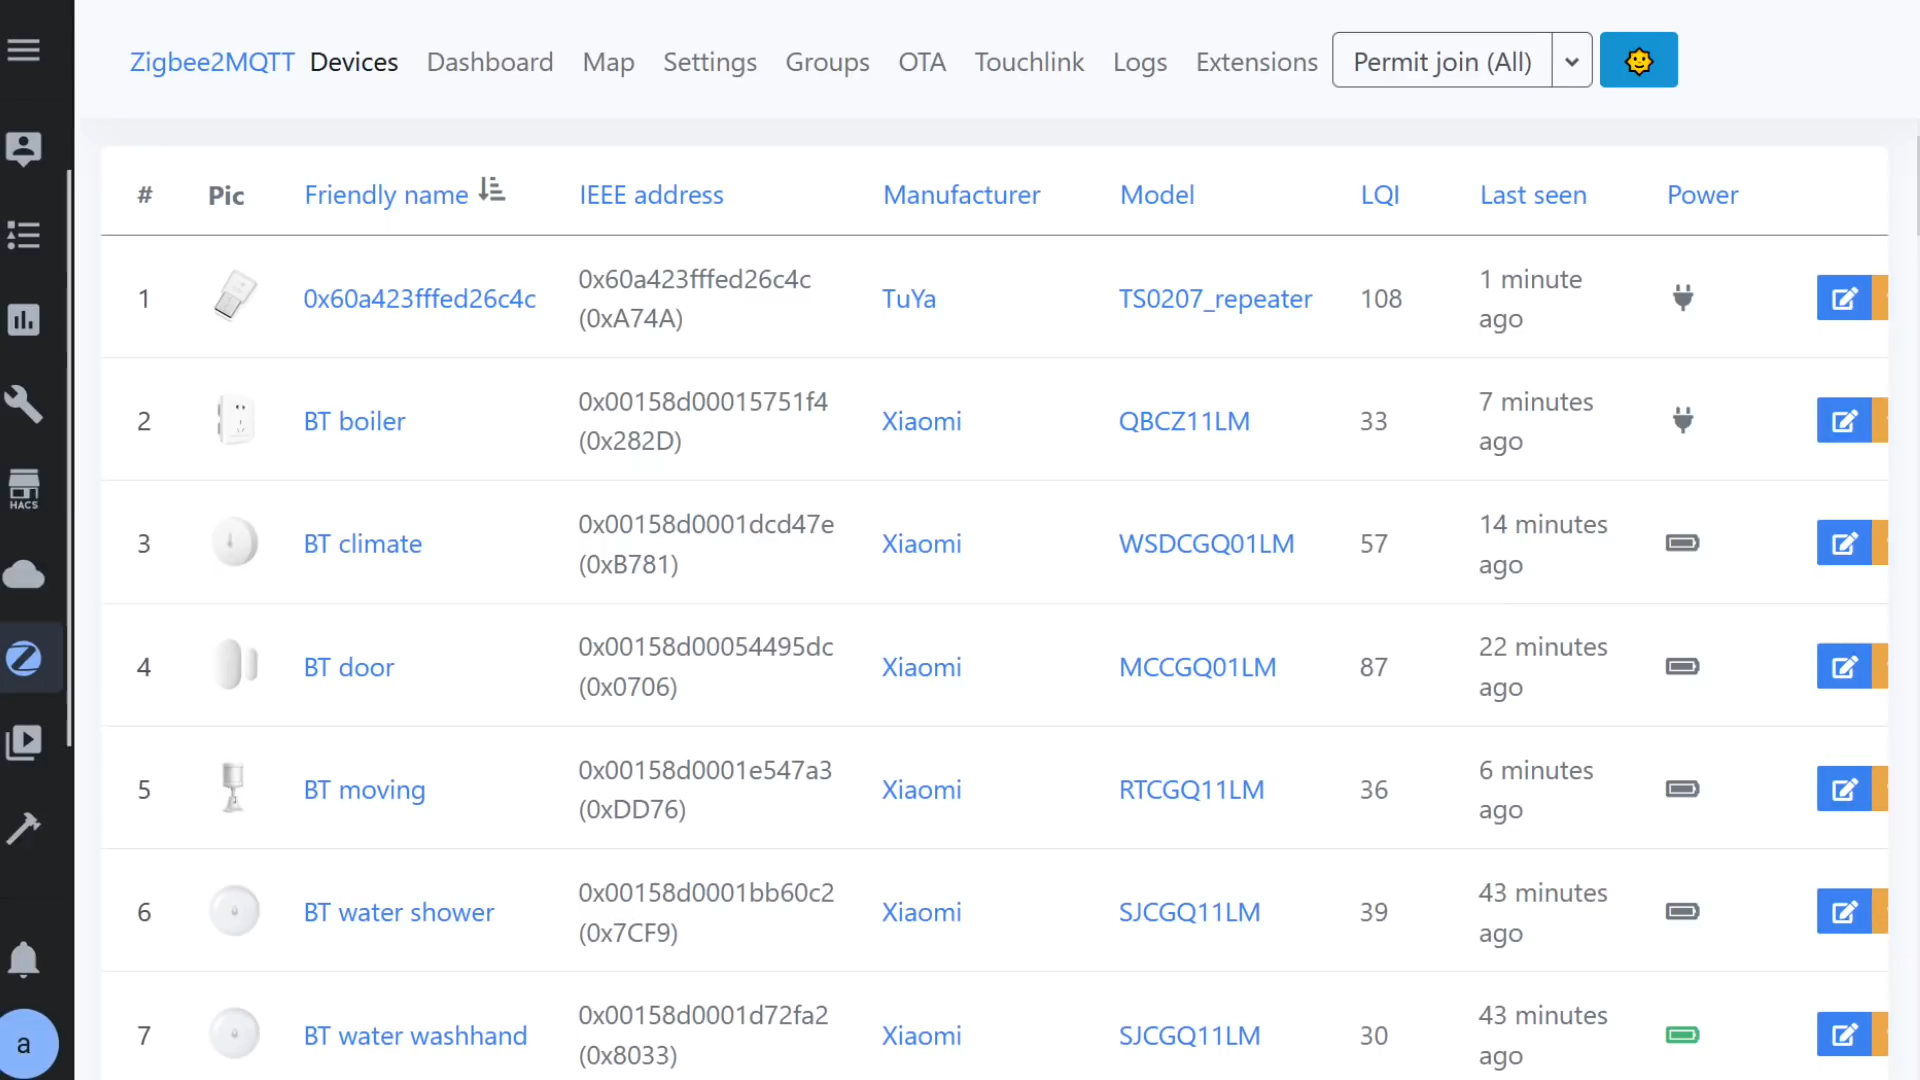 Zigbee2MQTT Devices Dashboard Map Settings Groups OTA Touchlink Logs Extensions Permit join (All)
# Pic Friendly name IEEE address Manufacturer Model LQI Last seen Power
1 0x60a423fffed26c4c 0x60a423fffed26c4c TuYa TS0207_repeater 108 1 minute
(0xA74A) ago
2 BT boiler 0x00158d00015751f4 Xiaomi QBCZ11LM 33 7 minutes
(0x282D) ago
3 BT climate 0x00158d0001dcd47e Xiaomi WSDCGQ01LM 57 14 minutes
(0xB781) ago
HACS
4 BT door 0x00158d00054495dc Xiaomi MCCGQ01LM 87 22 minutes
(0x0706) ago
5 BT moving 0x00158d0001e547a3 Xiaomi RTCGQ11LM 36 6 minutes
(0xDD76) ago
6 BT water shower 0x00158d0001bb60c2 Xiaomi SJCGQ11LM 39 43 minutes
(0x7CF9) ago
7 BT water washhand 0x00158d0001d72fa2 Xiaomi SJCGQ11LM 30 43 minutes
(0x8033) ago
a